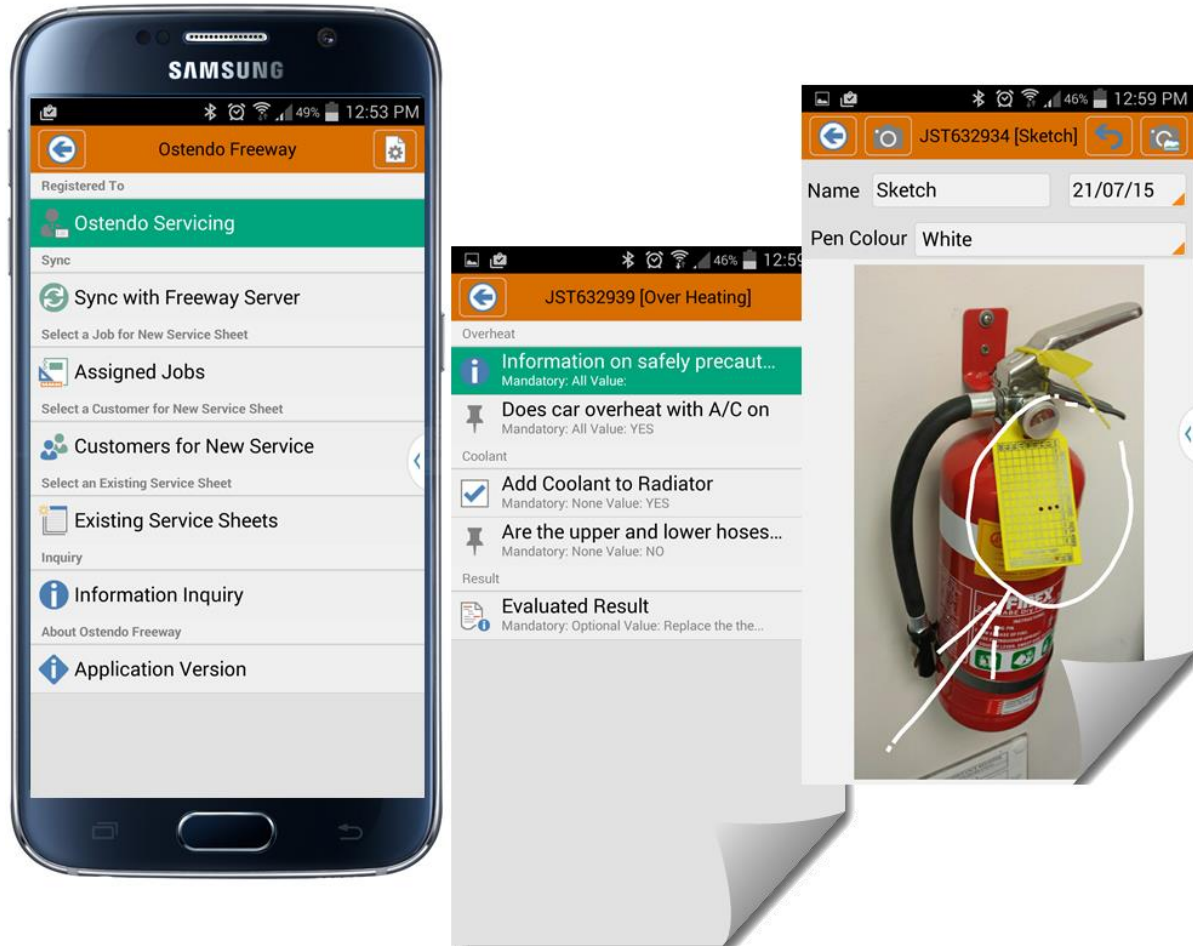 SAMSUNG
49% 12:53 PM
Ostendo Freeway
Registered To
Ostendo Servicing
Sync
Sync with Freeway Server
Select a Job for New Service Sheet
Assigned Jobs
Select a Customer for New Service Sheet
Customers for New Service
Select an Existing Service Sheet
Existing Service Sheets
Inquiry
Information Inquiry
About Ostendo Freeway
Application Version
46% 12:59
JST632939 [Over Heating]
Overheat
Information on safely precaut...
Mandatory: All Value:
Does car overheat with A/C on
Mandatory: All Value: YES
Coolant
Add Coolant to Radiator
Mandatory: None Value: YES
Are the upper and lower hoses...
Mandatory: None Value: NO
Result
Evaluated Result
Mandatory: Optional Value: Replace the the...
46% 12:59 PM
JST632934 [Sketch]
Name Sketch 21/07/15
Pen Colour White